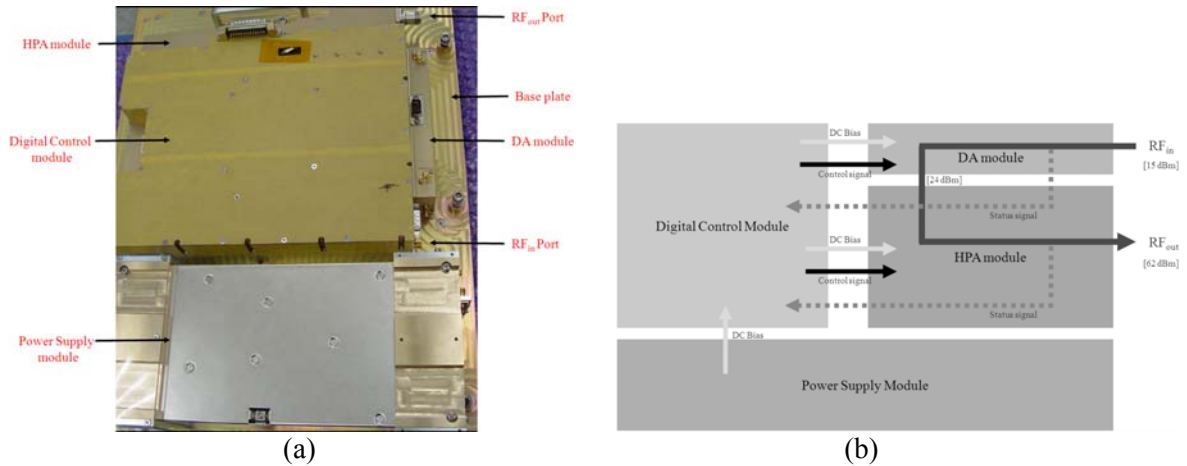 RFout Port
HPA module
Base plate
Digital Control
module
DA module
RFin Port
Power Supply
module
(a)
DC Bias
Control signal
DA module
RFin
[15 dBm]
[24 dBm]
Status signal
Digital Control Module
DC Bias
Control signal
HPA module
RFout
[62 dBm]
Status signal
DC Bias
Power Supply Module
(b)